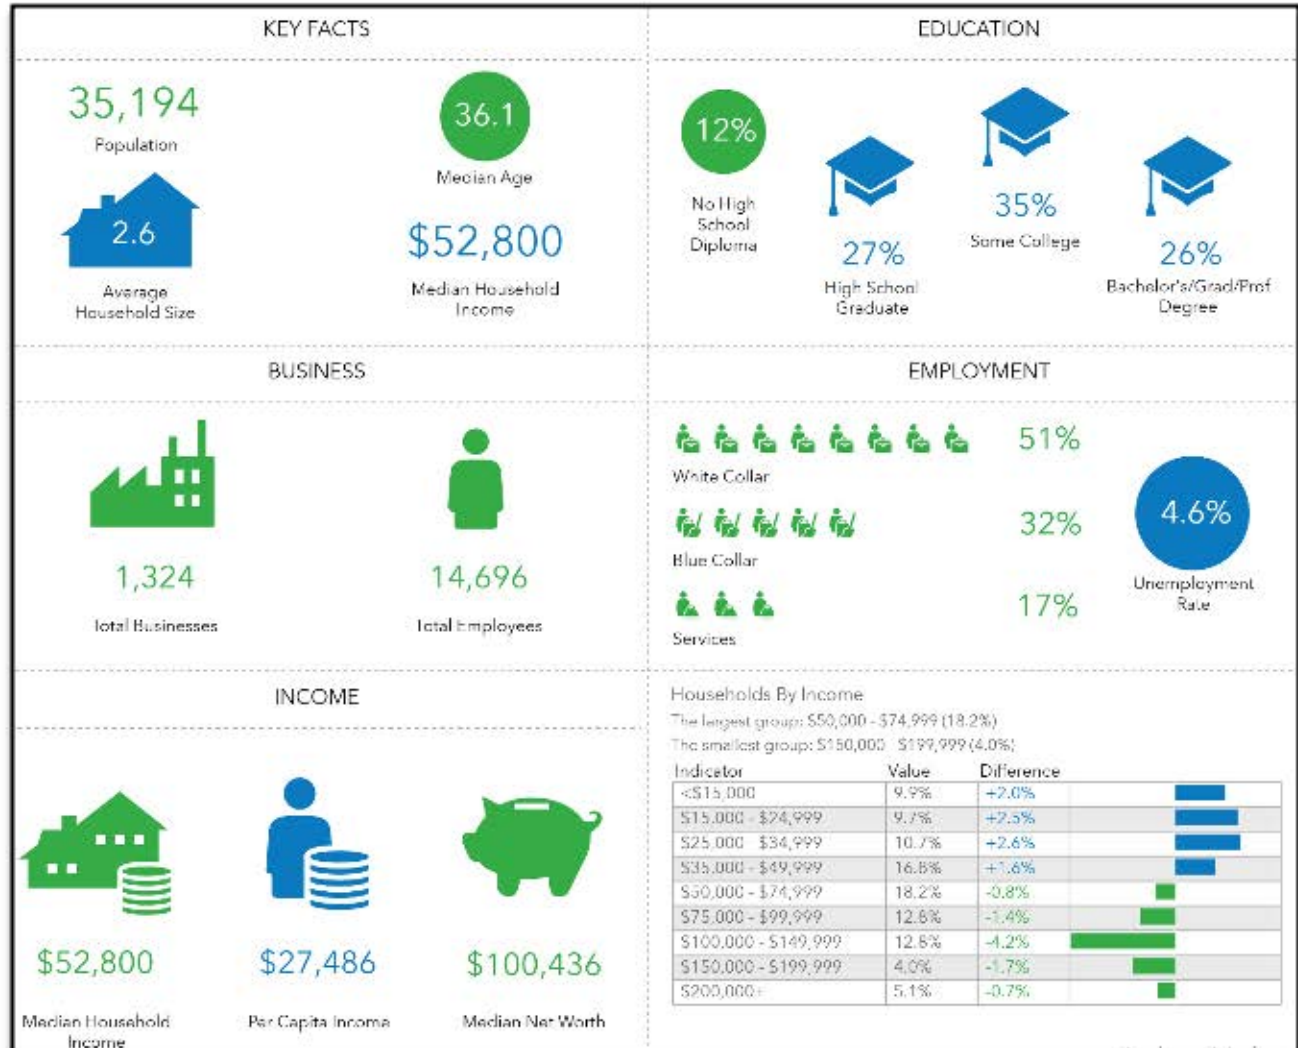 KEY FACTS
35,194
Population
36.1
Median Age
2.6
Average
Household Size
$52,800
Median Household
Income
EDUCATION
12%
No High
School
Diploma
27%
High School
Graduate
35%
Some College
26%
Bachelor's/Grad/Prof
Degree
BUSINESS
1,324
Total Businesses
14,696
Total Employees
EMPLOYMENT
51%
White Collar
32%
Blue Collar
17%
Services
4.6%
Unemployment
Rate
INCOME
$52,800
Median Household
Income
$27,486
Per Capita Income
$100,436
Median Net Worth
Households By Income
The largest group: $50,000 - $74,999 (18.2%)
The smallest group: $150,000 - $199,999 (4.0%)
Indicator Value Difference
<$15,000 9.9% +2.0%
$15,000 - $24,999 9.7% +2.5%
$25,000 - $34,999 10.7% +2.6%
$35,000 - $49,999 16.8% +1.6%
$50,000 - $74,999 18.2% -0.8%
$75,000 - $99,999 12.8% -1.4%
$100,000 - $149,999 12.8% -4.2%
$150,000 - $199,999 4.0% -1.7%
$200,000+ 5.1% -0.7%